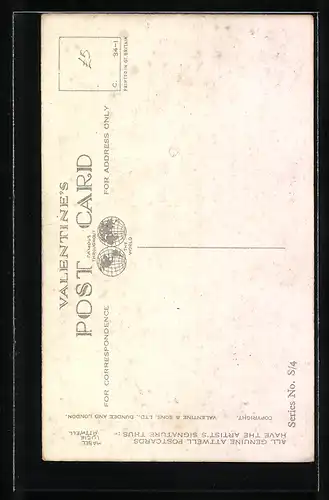 VALENTINE'S
POST CARD
FAMOUS THROUGHOUT
THE WORLD
FOR CORRESPONDENCE
FOR ADDRESS ONLY
£5
C. 34-1
PRINTED IN GT. BRITAIN
ALL GENUINE ATTWELL POSTCARDS
HAVE THE ARTIST'S SIGNATURE THUS :-
MABEL
LUCIE
ATTWELL
COPYRIGHT. VALENTINE & SONS, LTD., DUNDEE AND LONDON.
Series No. S/4